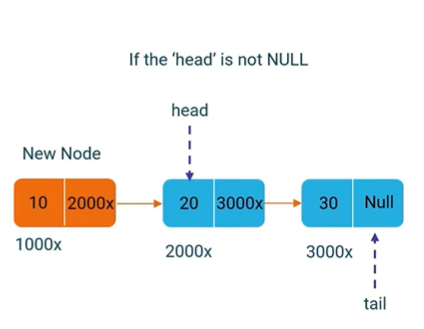 If the 'head' is not NULL
head
New Node
10 2000x
20 3000x
30 Null
1000x
2000x
3000x
tail